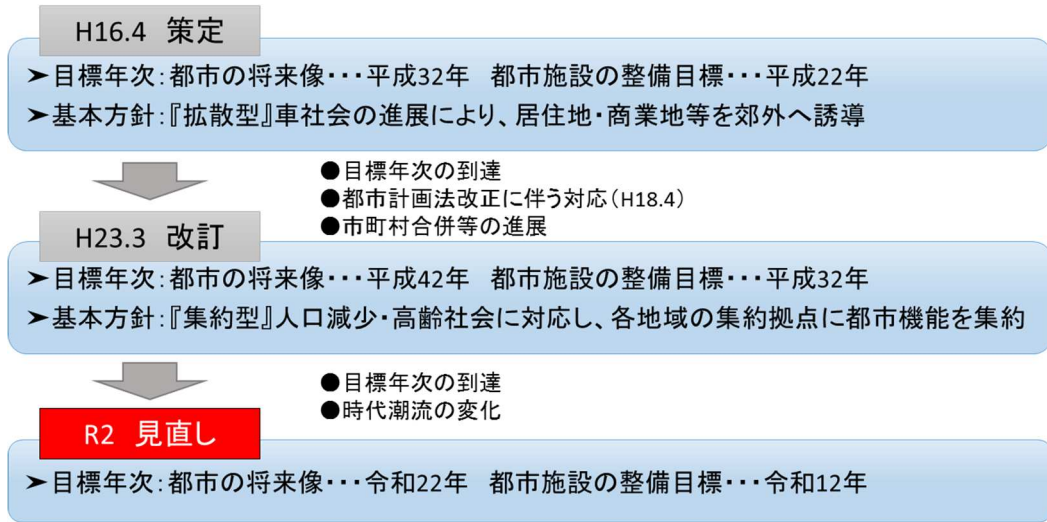 H16.4 策定
➤目標年次:都市の将来像・・・平成32年 都市施設の整備目標・・・平成22年
➤基本方針:『拡散型』車社会の進展により、居住地・商業地等を郊外へ誘導
●目標年次の到達
●都市計画法改正に伴う対応(H18.4)
●市町村合併等の進展
H23.3 改訂
➤目標年次:都市の将来像・・・平成42年 都市施設の整備目標・・・平成32年
➤基本方針:『集約型』人口減少・高齢社会に対応し、各地域の集約拠点に都市機能を集約
●目標年次の到達
●時代潮流の変化
R2 見直し
➤目標年次:都市の将来像・・・令和22年 都市施設の整備目標・・・令和12年